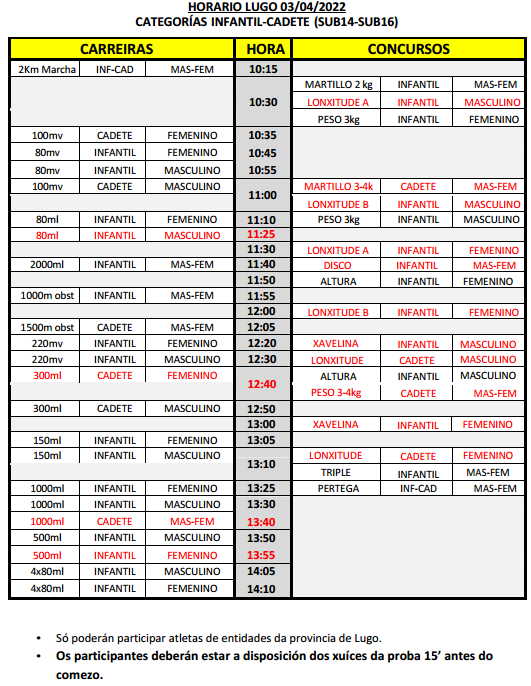 HORARIO LUGO 03/04/2022
CATEGORÍAS INFANTIL-CADETE (SUB14-SUB16)
CARREIRAS HORA CONCURSOS
2Km Marcha INF-CAD MAS-FEM 10:15
10:30 MARTILLO 2 kg INFANTIL MAS-FEM
LONXITUDE A INFANTIL MASCULINO
PESO 3kg INFANTIL FEMENINO
100mv CADETE FEMENINO 10:35
80mv INFANTIL FEMENINO 10:45
80mv INFANTIL MASCULINO 10:55
100mv CADETE MASCULINO 11:00 MARTILLO 3-4k CADETE MAS-FEM
LONXITUDE B INFANTIL MASCULINO
80ml INFANTIL FEMENINO 11:10 PESO 3kg INFANTIL MASCULINO
80ml INFANTIL MASCULINO 11:25
11:30 LONXITUDE A INFANTIL FEMENINO
2000ml INFANTIL MAS-FEM 11:40 DISCO INFANTIL MAS-FEM
11:50 ALTURA INFANTIL FEMENINO
1000m obst INFANTIL MAS-FEM 11:55
12:00 LONXITUDE B INFANTIL FEMENINO
1500m obst CADETE MAS-FEM 12:05
220mv INFANTIL FEMENINO 12:20 XAVELINA INFANTIL MASCULINO
220mv INFANTIL MASCULINO 12:30 LONXITUDE CADETE MASCULINO
300ml CADETE FEMENINO 12:40 ALTURA INFANTIL MASCULINO
PESO 3-4kg CADETE MAS-FEM
300ml CADETE MASCULINO 12:50
13:00 XAVELINA INFANTIL FEMENINO
150ml INFANTIL FEMENINO 13:05
150ml INFANTIL MASCULINO 13:10 LONXITUDE CADETE FEMENINO
TRIPLE INFANTIL MAS-FEM
1000ml INFANTIL FEMENINO 13:25 PERTEGA INF-CAD MAS-FEM
1000ml INFANTIL MASCULINO 13:30
1000ml CADETE MAS-FEM 13:40
500ml INFANTIL MASCULINO 13:50
500ml INFANTIL FEMENINO 13:55
4x80ml INFANTIL MASCULINO 14:05
4x80ml INFANTIL FEMENINO 14:10
• Só poderán participar atletas de entidades da provincia de Lugo.
• Os participantes deberán estar a disposición dos xuíces da proba 15’ antes do
comezo.